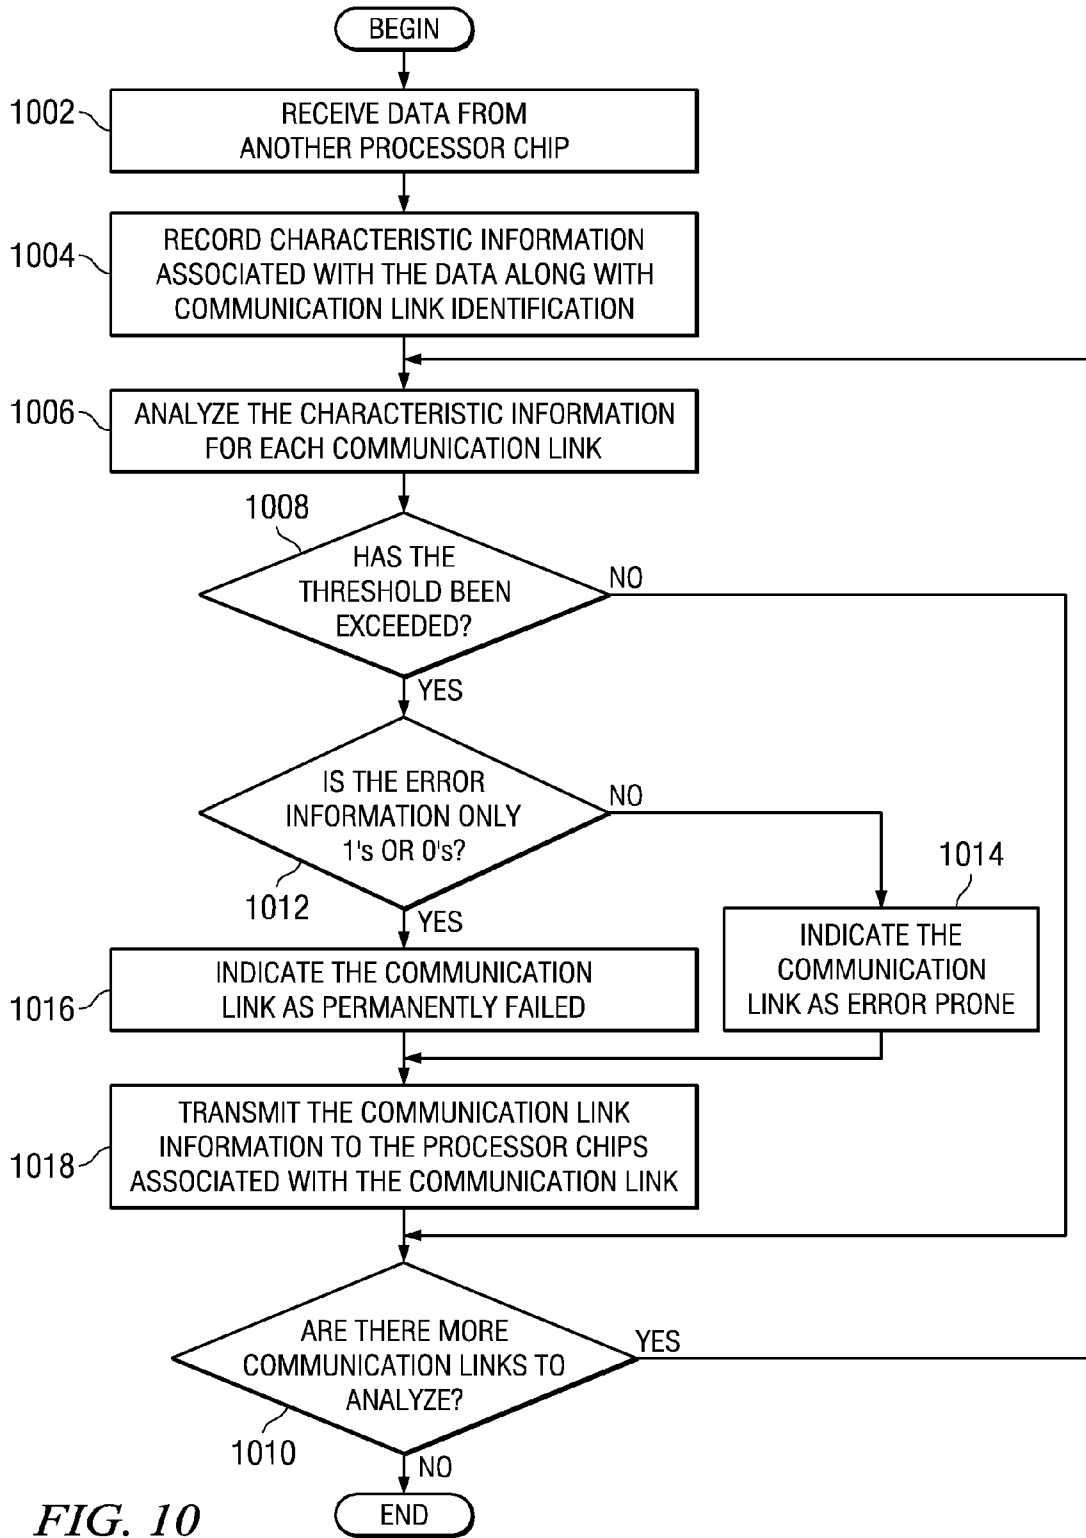 BEGIN
1002
RECEIVE DATA FROM
ANOTHER PROCESSOR CHIP
1004
RECORD CHARACTERISTIC INFORMATION
ASSOCIATED WITH THE DATA ALONG WITH
COMMUNICATION LINK IDENTIFICATION
1006
ANALYZE THE CHARACTERISTIC INFORMATION
FOR EACH COMMUNICATION LINK
1008
HAS THE
THRESHOLD BEEN
EXCEEDED?
NO
YES
IS THE ERROR
INFORMATION ONLY
1's OR 0's?
NO
1012
YES
1014
INDICATE THE
COMMUNICATION
LINK AS ERROR PRONE
1016
INDICATE THE COMMUNICATION
LINK AS PERMANENTLY FAILED
1018
TRANSMIT THE COMMUNICATION LINK
INFORMATION TO THE PROCESSOR CHIPS
ASSOCIATED WITH THE COMMUNICATION LINK
ARE THERE MORE
COMMUNICATION LINKS TO
ANALYZE?
YES
1010
NO
END
FIG. 10